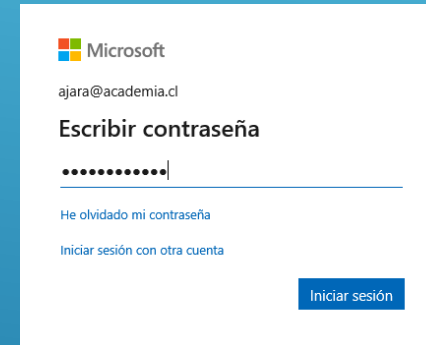 Microsoft
ajara@academia.cl
Escribir contraseña
••••••••••••
He olvidado mi contraseña
Iniciar sesión con otra cuenta
Iniciar sesión